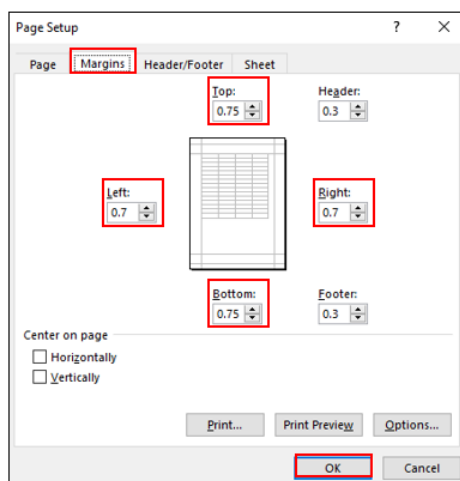 Page Setup ? ×
Page Margins Header/Footer Sheet
Top: Header:
0.75 0.3
Left: Right:
0.7 0.7
Bottom: Footer:
0.75 0.3
Center on page
Horizontally
Vertically
Print... Print Preview Options...
OK Cancel